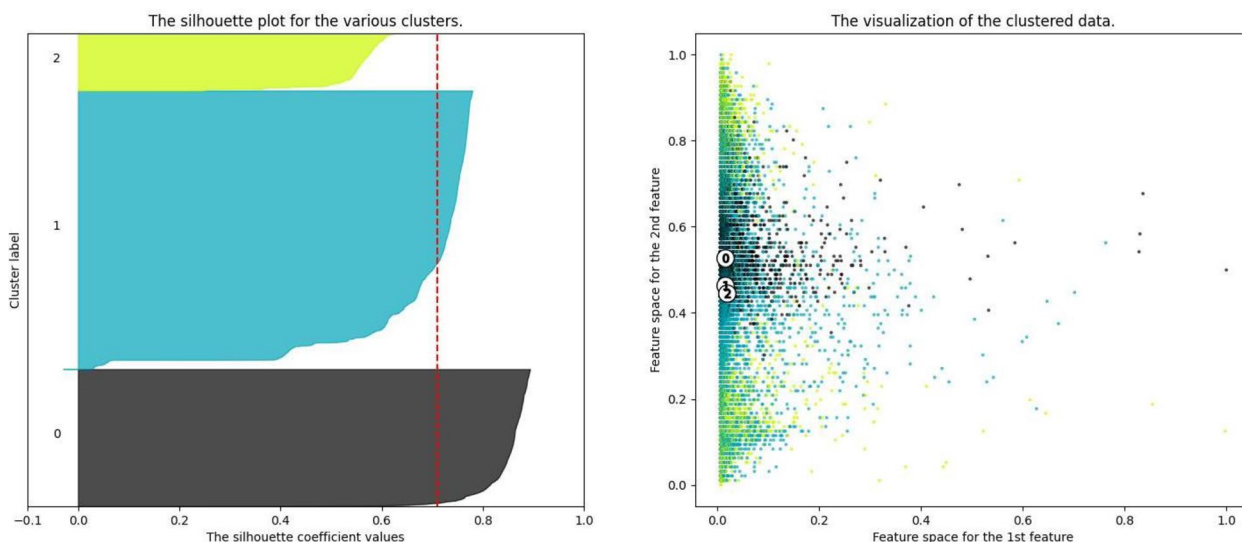 The silhouette plot for the various clusters.
2
1
0
Cluster label
−0.1 0.0 0.2 0.4 0.6 0.8 1.0
The silhouette coefficient values
The visualization of the clustered data.
1.0
0.8
0.6
0.4
0.2
0.0
Feature space for the 2nd feature
0
1
2
0.0 0.2 0.4 0.6 0.8 1.0
Feature space for the 1st feature